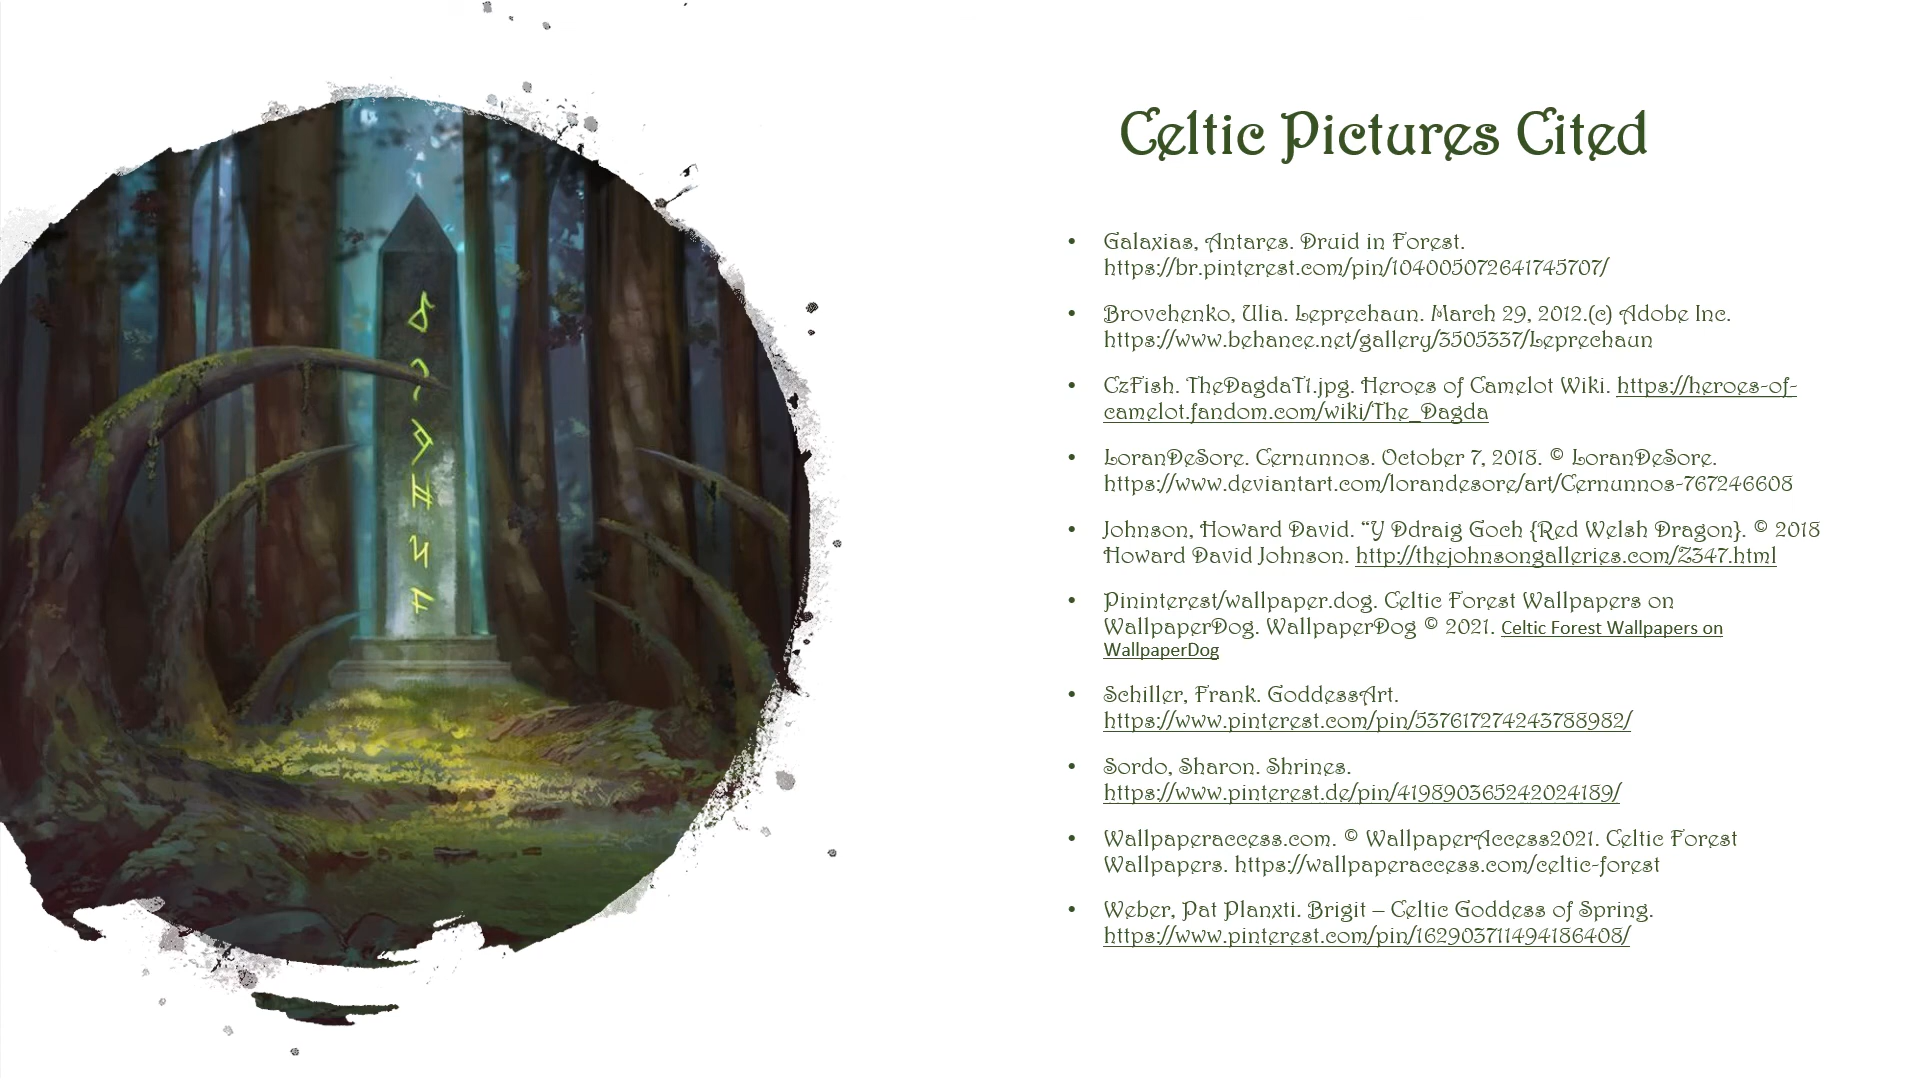 Celtic Pictures Cited
• Galaxias, Antares. Druid in Forest.
https://br.pinterest.com/pin/104005072641745707/
• Brovchenko, Ulia. Leprechaun. March 29, 2012.(c) Adobe Inc.
https://www.behance.net/gallery/3505337/Leprechaun
• CzFish. TheDagdaT1.jpg. Heroes of Camelot Wiki. https://heroes-of-
camelot.fandom.com/wiki/The_Dagda
• LoranDeSore. Cernunnos. October 7, 2018. © LoranDeSore.
https://www.deviantart.com/lorandesore/art/Cernunnos-767246608
• Johnson, Howard David. “Y Ddraig Goch {Red Welsh Dragon}. © 2018
Howard David Johnson. http://thejohnsongalleries.com/Z347.html
• Pininterest/wallpaper.dog. Celtic Forest Wallpapers on
WallpaperDog. WallpaperDog © 2021. Celtic Forest Wallpapers on
WallpaperDog
• Schiller, Frank. GoddessArt.
https://www.pinterest.com/pin/537617274243788982/
• Sordo, Sharon. Shrines.
https://www.pinterest.de/pin/419890365242024189/
• Wallpaperaccess.com. © WallpaperAccess2021. Celtic Forest
Wallpapers. https://wallpaperaccess.com/celtic-forest
• Weber, Pat Planxti. Brigit – Celtic Goddess of Spring.
https://www.pinterest.com/pin/162903711494186408/